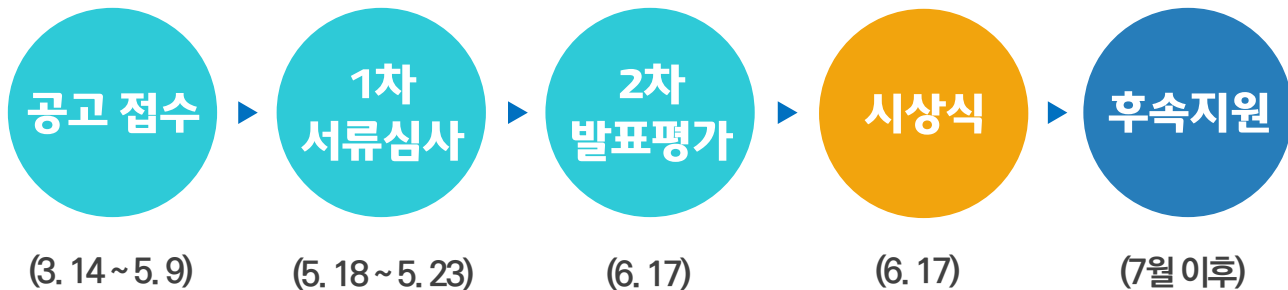 공고 접수
1차
서류심사
2차
발표평가
시상식
후속지원
(3. 14 ~ 5. 9)
(5. 18 ~ 5. 23)
(6. 17)
(6. 17)
(7월 이후)